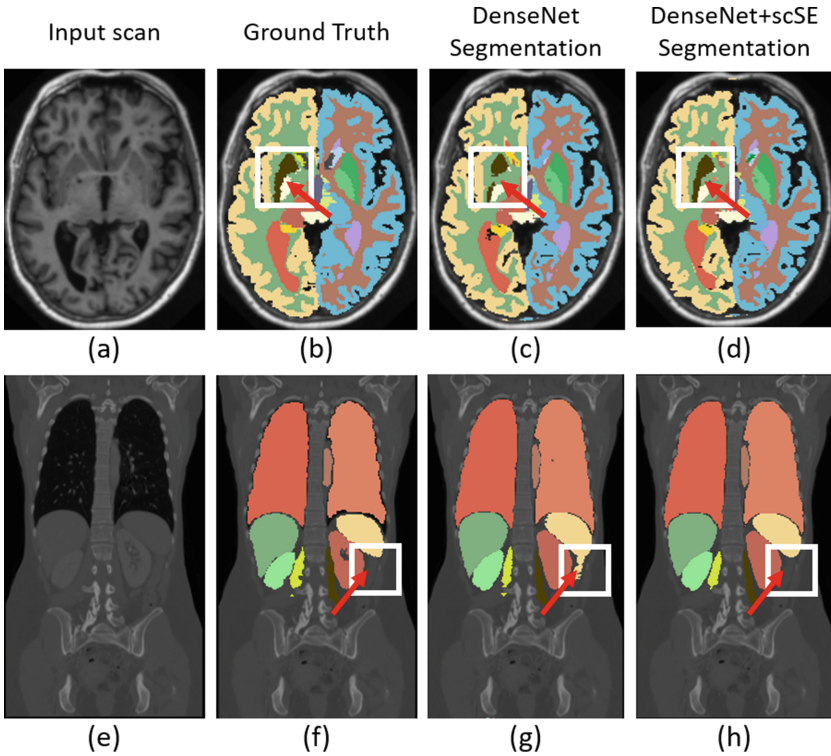 Input scan
Ground Truth
DenseNet
Segmentation
DenseNet+scSE
Segmentation
(a)
(b)
(c)
(d)
(e)
(f)
(g)
(h)